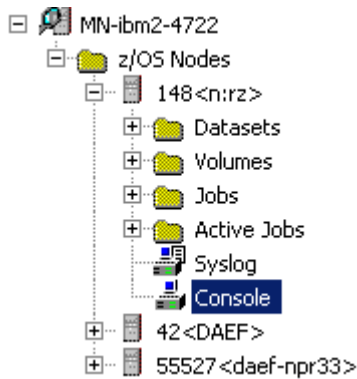 MN-ibm2-4722
z/OS Nodes
148<n:rz>
Datasets
Volumes
Jobs
Active Jobs
Syslog
Console
42<DAEF>
55527<daef-npr33>